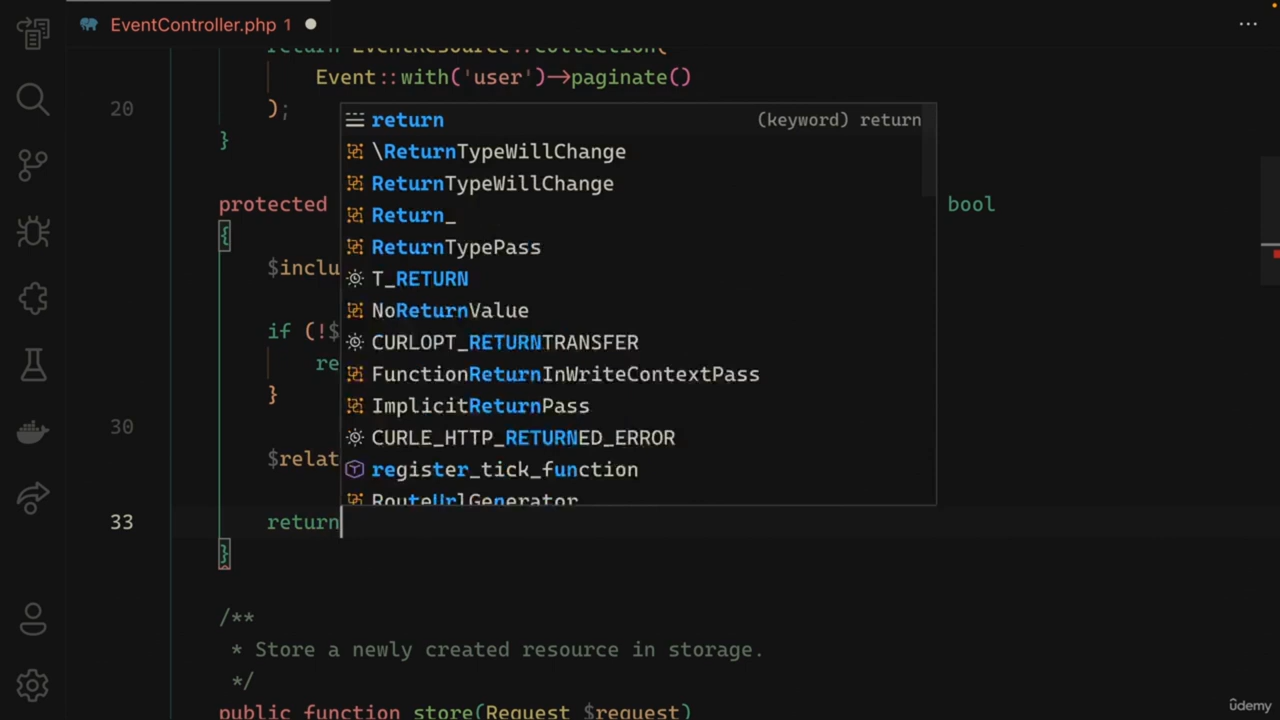 EventController.php 1
return EventResource::collection(
Event::with('user')->paginate()
20 );
}
protected bool
{
$inclu
if (!$
re
}
30
$relat
33 return
}
return (keyword) return
\ReturnTypeWillChange
ReturnTypeWillChange
Return_
ReturnTypePass
T_RETURN
NoReturnValue
CURLOPT_RETURNTRANSFER
FunctionReturnInWriteContextPass
ImplicitReturnPass
CURLE_HTTP_RETURNED_ERROR
register_tick_function
RouteUrlGenerator
/**
* Store a newly created resource in storage.
*/
public function store(Request $request)
ûdemy